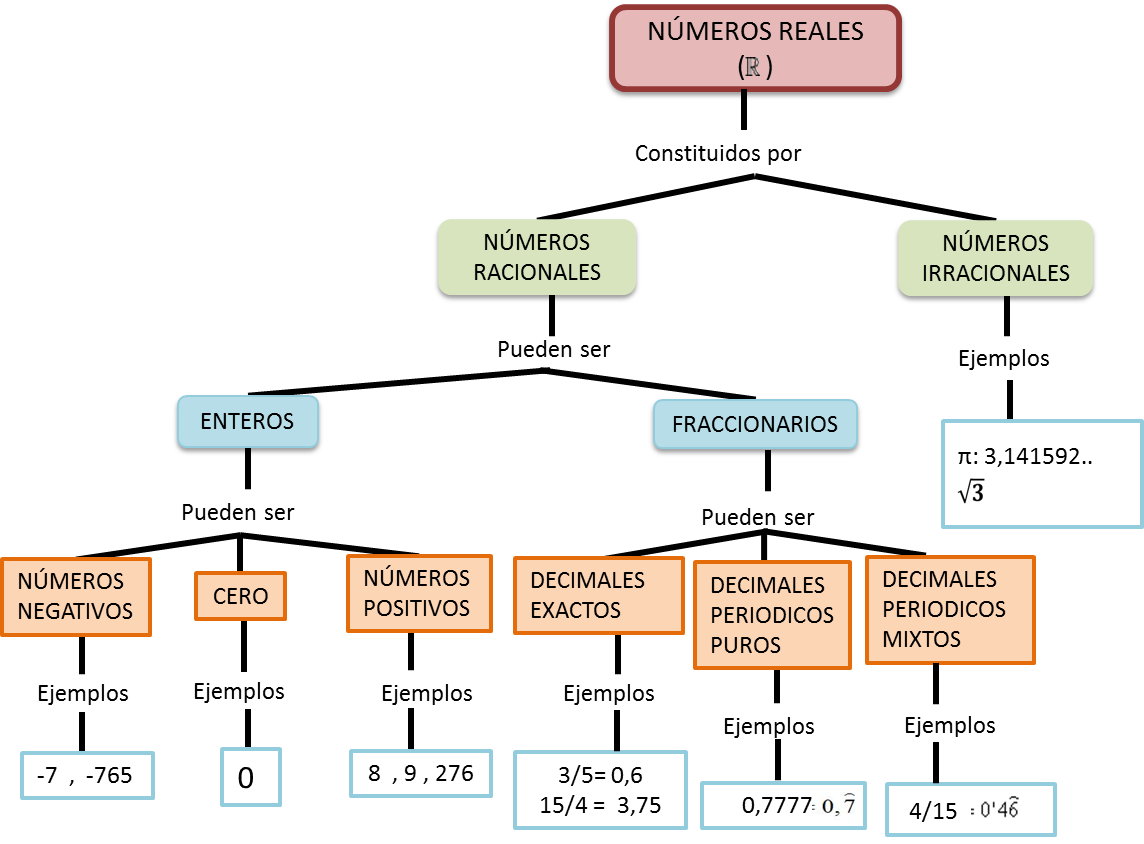 NÚMEROS REALES
(ℝ )
Constituidos por
NÚMEROS
RACIONALES
NÚMEROS
IRRACIONALES
Pueden ser
Ejemplos
ENTEROS
FRACCIONARIOS
π: 3,141592..
√3
Pueden ser
Pueden ser
NÚMEROS
NEGATIVOS
CERO
NÚMEROS
POSITIVOS
DECIMALES
EXACTOS
DECIMALES
PERIODICOS
PUROS
DECIMALES
PERIODICOS
MIXTOS
Ejemplos
Ejemplos
Ejemplos
Ejemplos
Ejemplos
Ejemplos
-7 , -765
0
8 , 9 , 276
3/5= 0,6
15/4 = 3,75
0,7777= 0,7̂
4/15 = 0'46̂